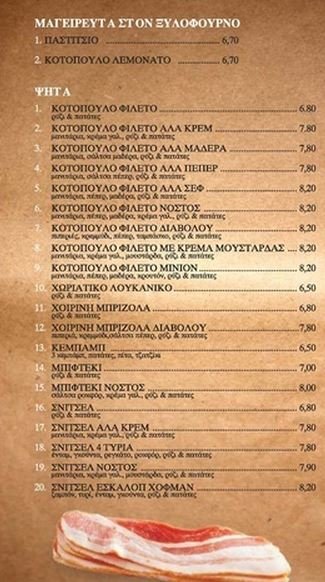 ΜΑΓΕΙΡΕΥΤΑ ΣΤΟΝ ΞΥΛΟΦΟΥΡΝΟ
1. ΠΑΣΤΙΤΣΙΟ 6,70
2. ΚΟΤΟΠΟΥΛΟ ΛΕΜΟΝΑΤΟ 6,70
ΨΗΤΑ
1. ΚΟΤΟΠΟΥΛΟ ΦΙΛΕΤΟ 6.80
ρύζι & πατάτες
2. ΚΟΤΟΠΟΥΛΟ ΦΙΛΕΤΟ ΑΛΑ ΚΡΕΜ 7,80
μανιτάρια, κρέμα γαλ., ρύζι & πατάτες
3. ΚΟΤΟΠΟΥΛΟ ΦΙΛΕΤΟ ΑΛΑ ΜΑΔΕΡΑ 7,80
μανιτάρια, σάλτσα μαδέρα, ρύζι & πατάτες
4. ΚΟΤΟΠΟΥΛΟ ΦΙΛΕΤΟ ΑΛΑ ΠΕΠΕΡ 7,80
μανιτάρια, σάλτσα πέπερ, ρύζι & πατάτες
5. ΚΟΤΟΠΟΥΛΟ ΦΙΛΕΤΟ ΑΛΑ ΣΕΦ 8,20
μανιτάρια, πέπερ, μαδέρα, ρύζι & πατάτες
6. ΚΟΤΟΠΟΥΛΟ ΦΙΛΕΤΟ ΝΟΣΤΟΣ 8,20
μανιτάρια, πέπερ, μαδέρα, κρέμα γαλ., ρύζι & πατάτες
7. ΚΟΤΟΠΟΥΛΟ ΦΙΛΕΤΟ ΔΙΑΒΟΛΟΥ 8,20
πιπεριές, κρεμμύδι, πέπερ, ταμπάσκο, ρύζι & πατάτες
8. ΚΟΤΟΠΟΥΛΟ ΦΙΛΕΤΟ ΜΕ ΚΡΕΜΑ ΜΟΥΣΤΑΡΔΑΣ 8,20
μανιτάρια, κρέμα γαλ., μουστάρδα, ρύζι & πατάτες
9. ΚΟΤΟΠΟΥΛΟ ΦΙΛΕΤΟ ΜΙΝΙΟΝ 8,20
μανιτάρια, πέπερ, μαδέρα, κρουτόν, ρύζι & πατάτες
10. ΧΩΡΙΑΤΙΚΟ ΛΟΥΚΑΝΙΚΟ 6,50
ρύζι & πατάτες
11. ΧΟΙΡΙΝΗ ΜΠΡΙΖΟΛΑ 6,80
ρύζι & πατάτες
12. ΧΟΙΡΙΝΗ ΜΠΡΙΖΟΛΑ ΔΙΑΒΟΛΟΥ 7,80
πιπεριά, κρεμμύδι, σάλτσα πέπερ, ρύζι & πατάτες
13. ΚΕΜΠΑΜΠ 6,50
3 κεμπάμπ, πατάτες, πίτα, τζατζίκι
14. ΜΠΙΦΤΕΚΙ 7,00
ρύζι & πατάτες
15. ΜΠΙΦΤΕΚΙ ΝΟΣΤΟΣ 8,00
σάλτσα ροκφόρ, κρέμα γαλ., ρύζι & πατάτες
16. ΣΝΙΤΣΕΛ 6,80
ρύζι & πατάτες
17. ΣΝΙΤΣΕΛ ΑΛΑ ΚΡΕΜ 7,80
μανιτάρια, κρέμα γαλ., ρύζι & πατάτες
18. ΣΝΙΤΣΕΛ 4 ΤΥΡΙΑ 7,80
ένταμ, γκούντα, ρεγκάτο, ροκφόρ, ρύζι & πατάτες
19. ΣΝΙΤΣΕΛ ΝΟΣΤΟΣ 7,90
μανιτάρια, κρέμα γαλ., μουστάρδα, ρύζι & πατάτες
20. ΣΝΙΤΣΕΛ ΕΣΚΑΛΟΠ ΧΟΦΜΑΝ 8,20
ζαμπόν, τυρί, ένταμ, γκούντα, ρύζι & πατάτες